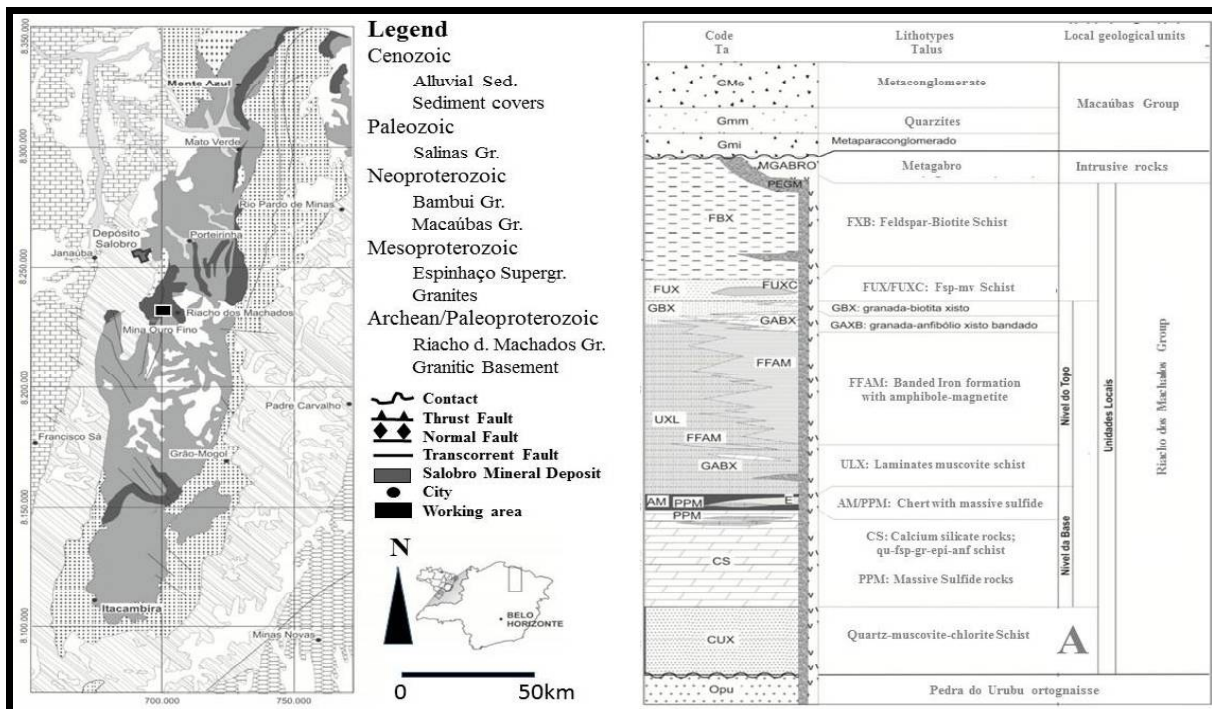 8.350.000
8.300.000
8.250.000
8.200.000
8.150.000
8.100.000
Monte Azul
Mato Verde
Rio Pardo de Minas
Depósito
Salobro
Porteirinha
Janaúba
Riacho dos Machados
Mina Ouro Fino
Padre Carvalho
Francisco Sá
Grão-Mogol
Itacambira
Minas Novas
700.000
750.000
Legend
Cenozoic
Alluvial Sed.
Sediment covers
Paleozoic
Salinas Gr.
Neoproterozoic
Bambui Gr.
Macaúbas Gr.
Mesoproterozoic
Espinhaço Supergr.
Granites
Archean/Paleoproterozoic
Riacho d. Machados Gr.
Granitic Basement
Contact
Thrust Fault
Normal Fault
Transcorrent Fault
Salobro Mineral Deposit
City
Working area
N
BELO
HORIZONTE
0 50km
Code
Ta
Lithotypes
Talus
Local geological units
GMc
Metaconglomerate
Macaúbas Group
Gmm
Quarzites
Gmi
Metaparaconglomerado
MGABRO
Metagabro
Intrusive rocks
PEGM
FBX
FXB: Feldspar-Biotite Schist
FUX
FUXC
FUX/FUXC: Fsp-mv Schist
GBX
GBX: granada-biotita xisto
GABX
GAXB: granada-anfibólio xisto bandado
FFAM
FFAM: Banded Iron formation
with amphibole-magnetite
UXL
FFAM
GABX
ULX: Laminates muscovite schist
AM
PPM
E
AM/PPM: Chert with massive sulfide
PPM
CS
CS: Calcium silicate rocks;
qu-fsp-gr-epi-anf schist
PPM: Massive Sulfide rocks
CUX
Quartz-muscovite-chlorite Schist
A
Opu
Pedra do Urubu ortognaisse
Nivel do Topo
Nivel da Base
Unidades Locais
Riacho dos Machados Group